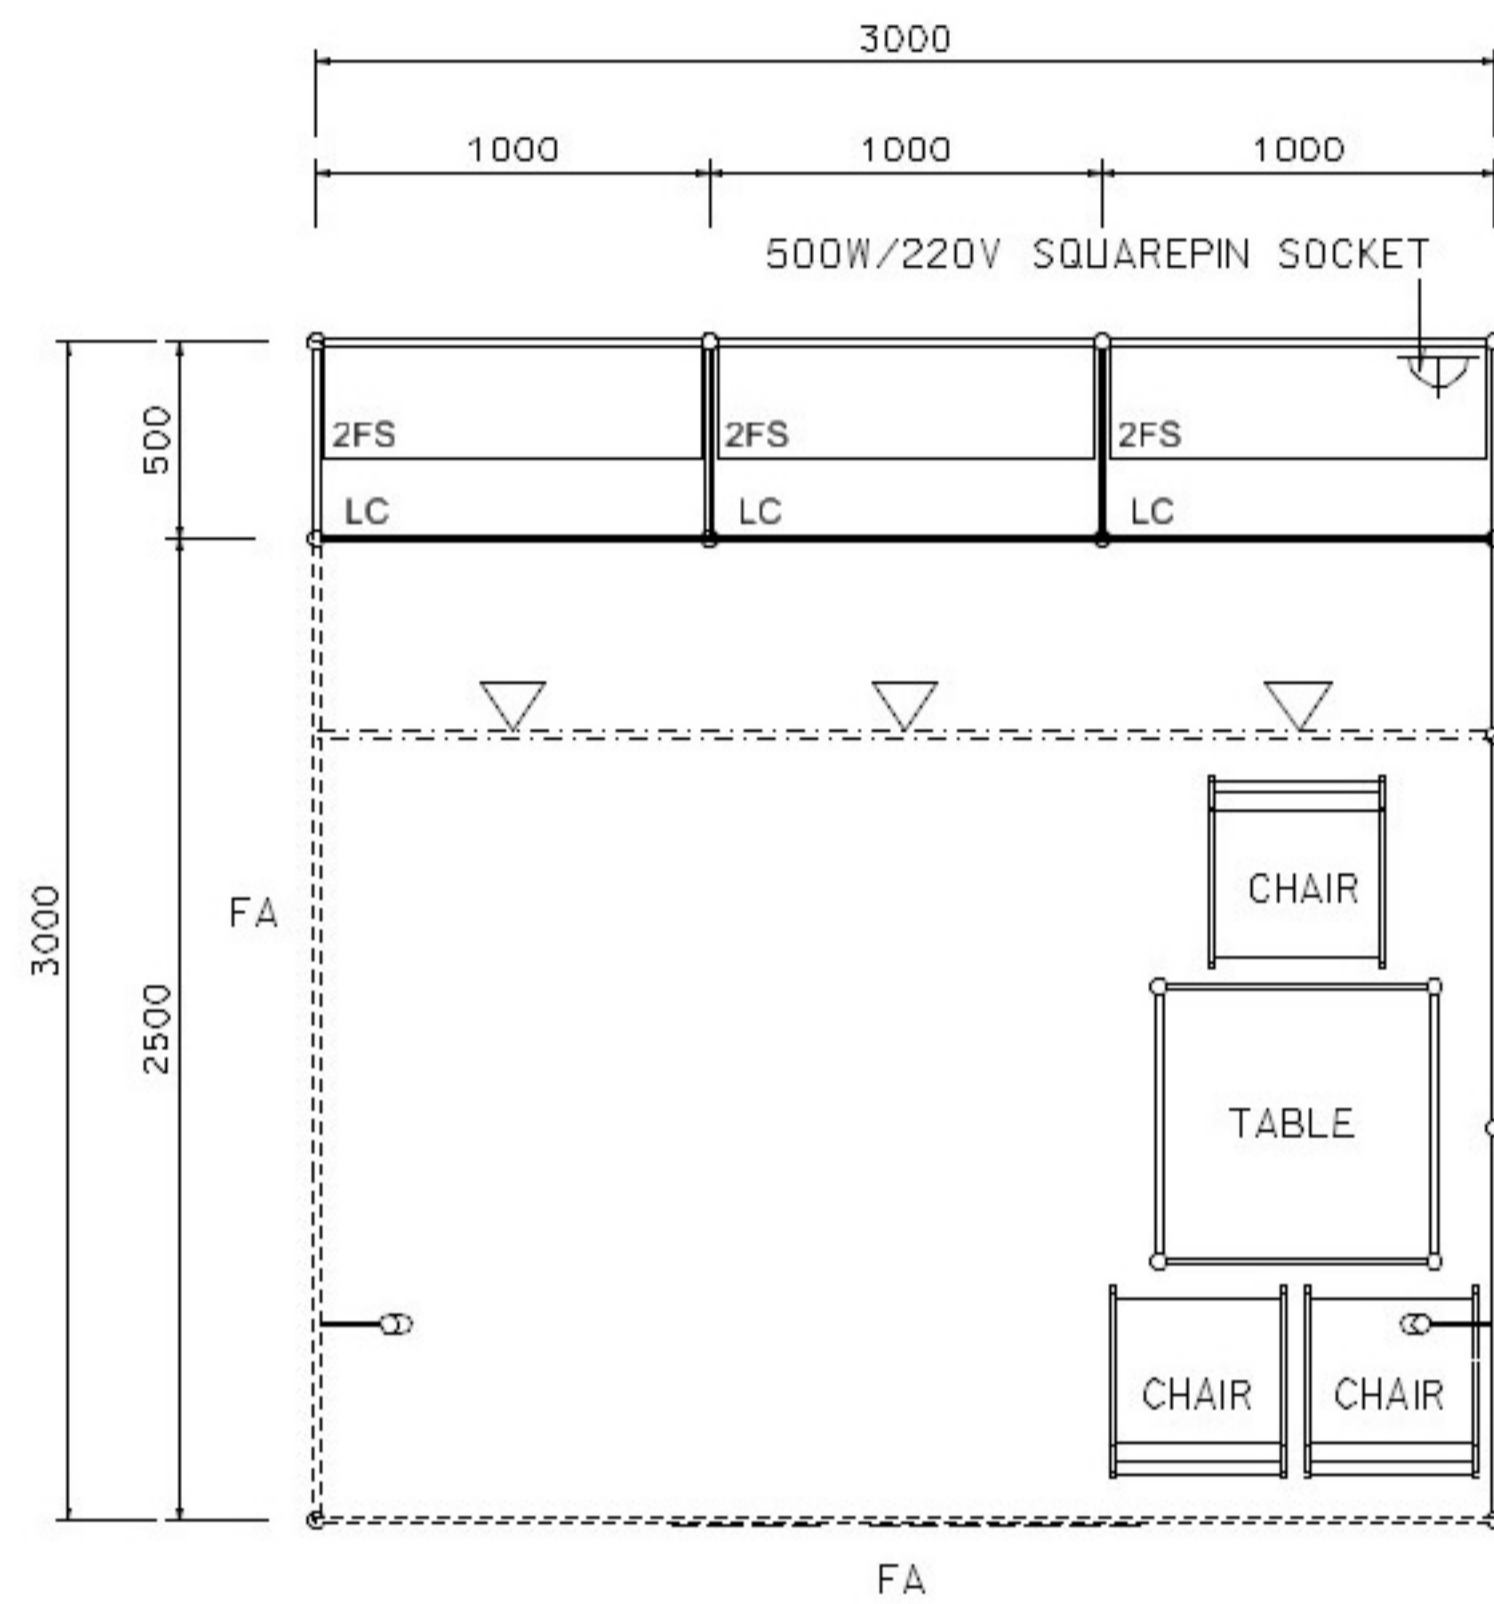 3000
1000 1000 1000
500W/220V SQUAREPIN SOCKET
500
2FS 2FS 2FS
LC LC LC
3000
2500
FA
CHAIR
TABLE
CHAIR CHAIR
FA